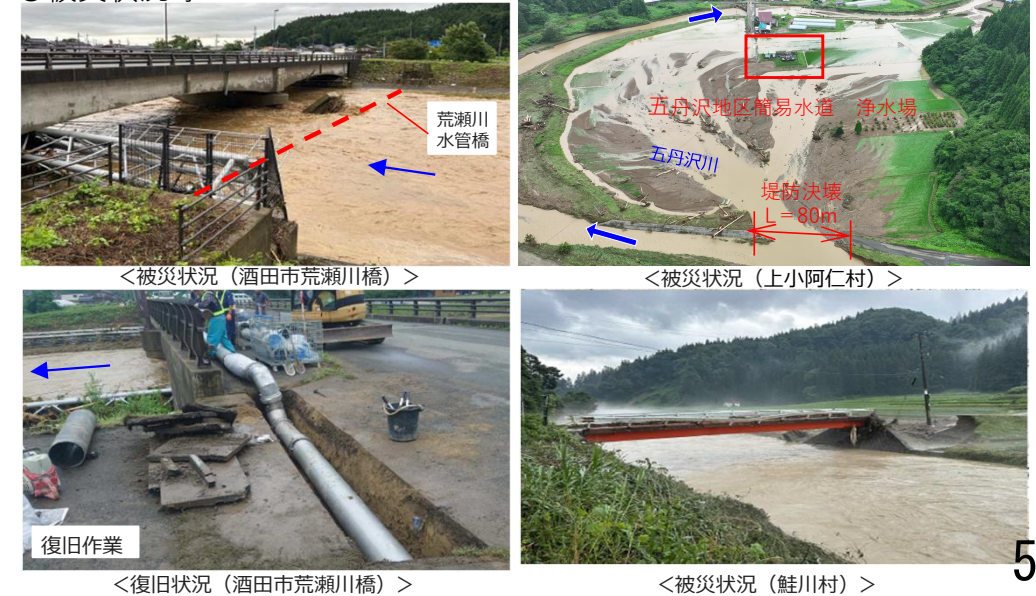 荒瀬川
水管橋
五丹沢地区簡易水道　浄水場
五丹沢川
堤防決壊
L=80m
＜被災状況（酒田市荒瀬川橋）＞
＜被災状況（上小阿仁村）＞
復旧作業
＜復旧状況（酒田市荒瀬川橋）＞
＜被災状況（鮭川村）＞
5